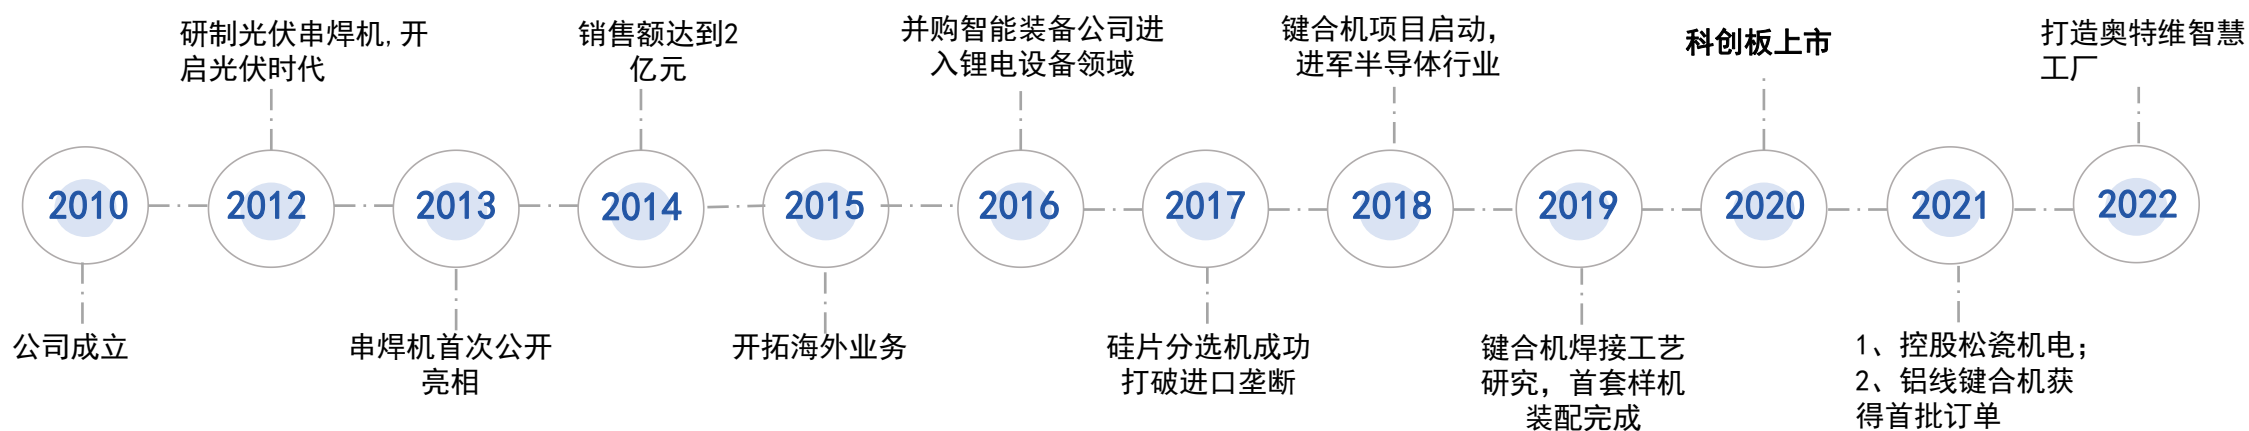 研制光伏串焊机,开
启光伏时代
销售额达到2
亿元
并购智能装备公司进
入锂电设备领域
键合机项目启动，
进军半导体行业
科创板上市
打造奥特维智慧
工厂
2010
2012
2013
2014
2015
2016
2017
2018
2019
2020
2021
2022
公司成立
串焊机首次公开
亮相
开拓海外业务
硅片分选机成功
打破进口垄断
键合机焊接工艺
研究，首套样机
装配完成
1、控股松瓷机电；
2、铝线键合机获
得首批订单